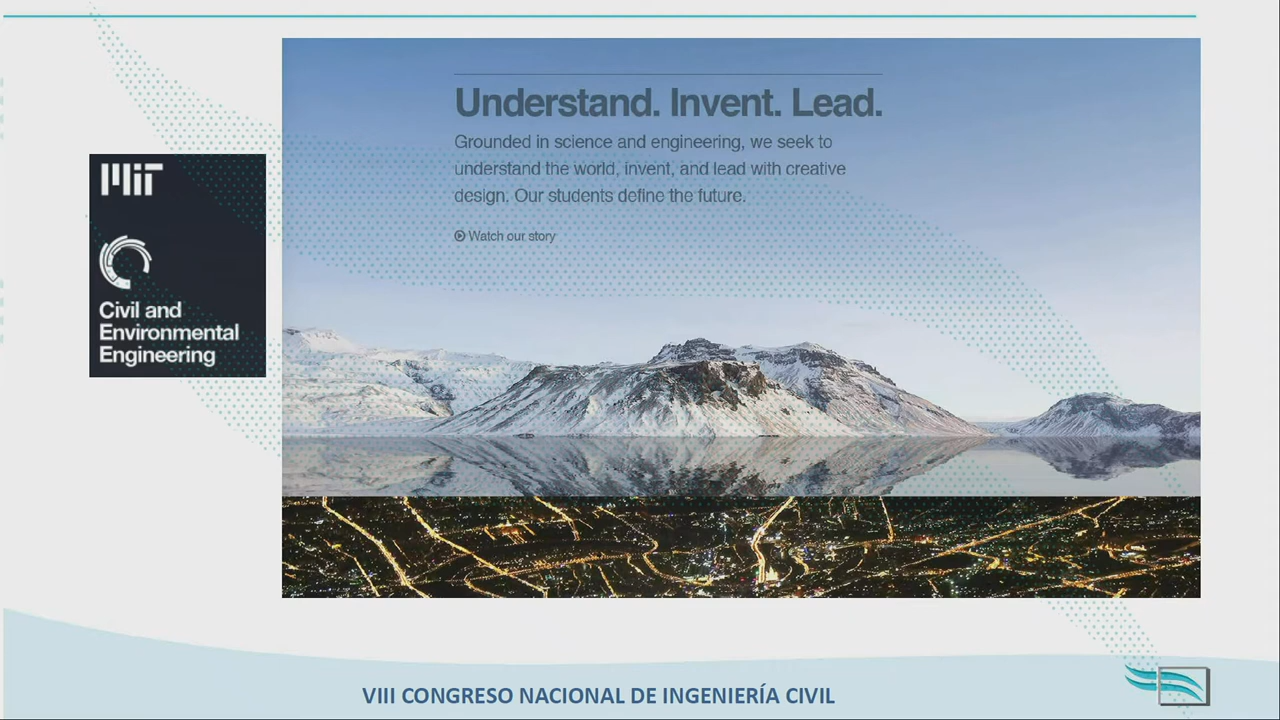 MiT
Civil and
Environmental
Engineering
Understand. Invent. Lead.
Grounded in science and engineering, we seek to
understand the world, invent, and lead with creative
design. Our students define the future.
Watch our story
VIII CONGRESO NACIONAL DE INGENIERÍA CIVIL